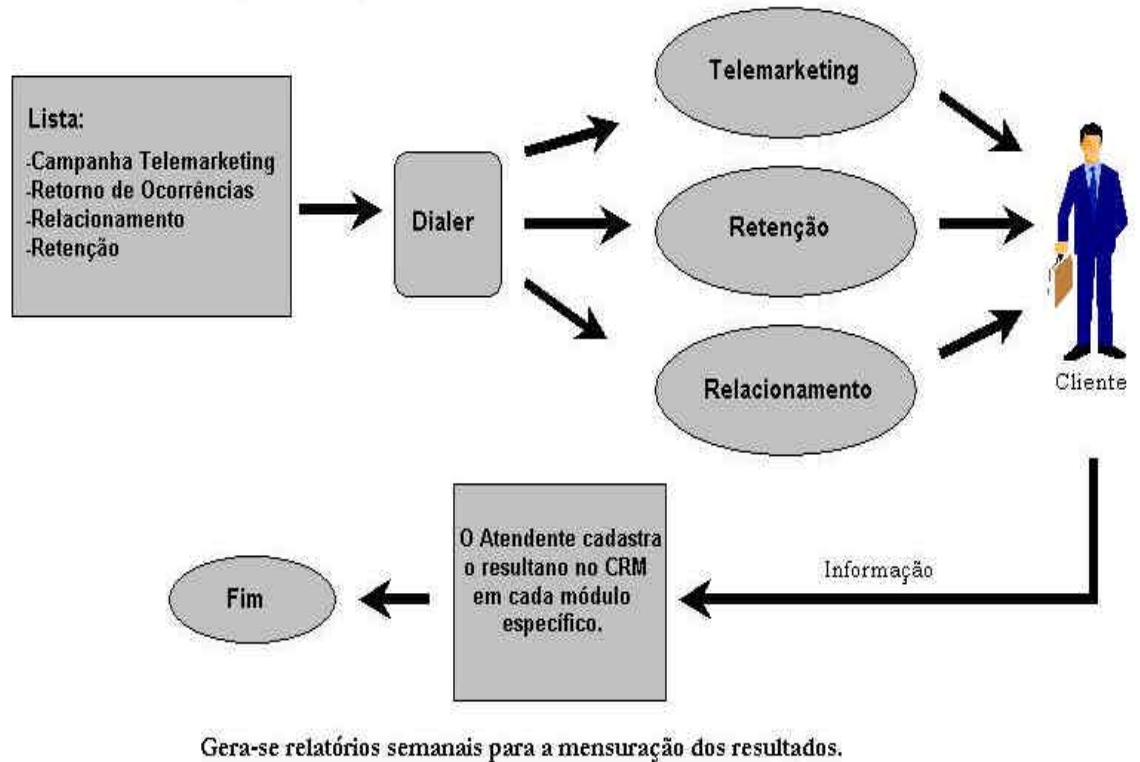 Lista:
-Campanha Telemarketing
-Retorno de Ocorrências
-Relacionamento
-Retenção
Dialer
Telemarketing
Retenção
Relacionamento
Cliente
Informação
O Atendente cadastra
o resultano no CRM
em cada módulo
específico.
Fim
Gera-se relatórios semanais para a mensuração dos resultados.